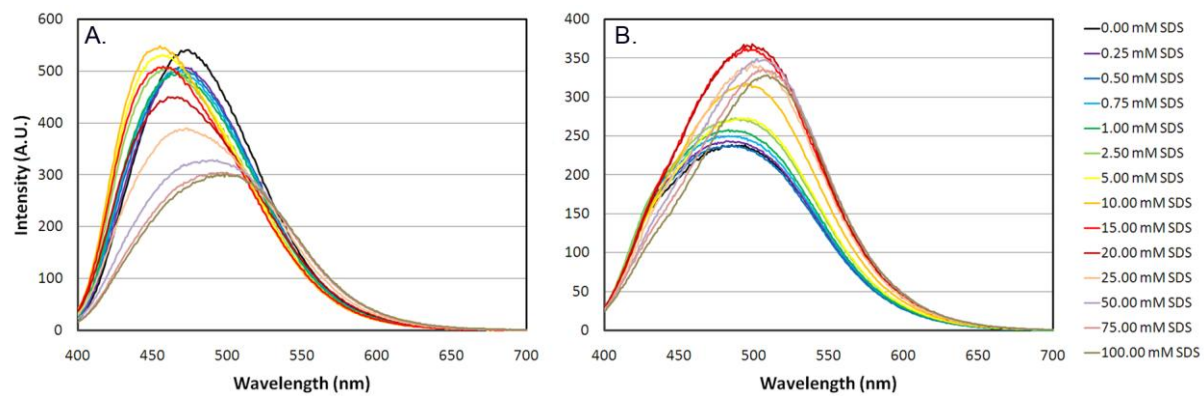 A.
Intensity (A.U.)
600
500
400
300
200
100
0
400 450 500 550 600 650 700
Wavelength (nm)
B.
400
350
300
250
200
150
100
50
0
400 450 500 550 600 650 700
Wavelength (nm)
0.00 mM SDS
0.25 mM SDS
0.50 mM SDS
0.75 mM SDS
1.00 mM SDS
2.50 mM SDS
5.00 mM SDS
10.00 mM SDS
15.00 mM SDS
20.00 mM SDS
25.00 mM SDS
50.00 mM SDS
75.00 mM SDS
100.00 mM SDS